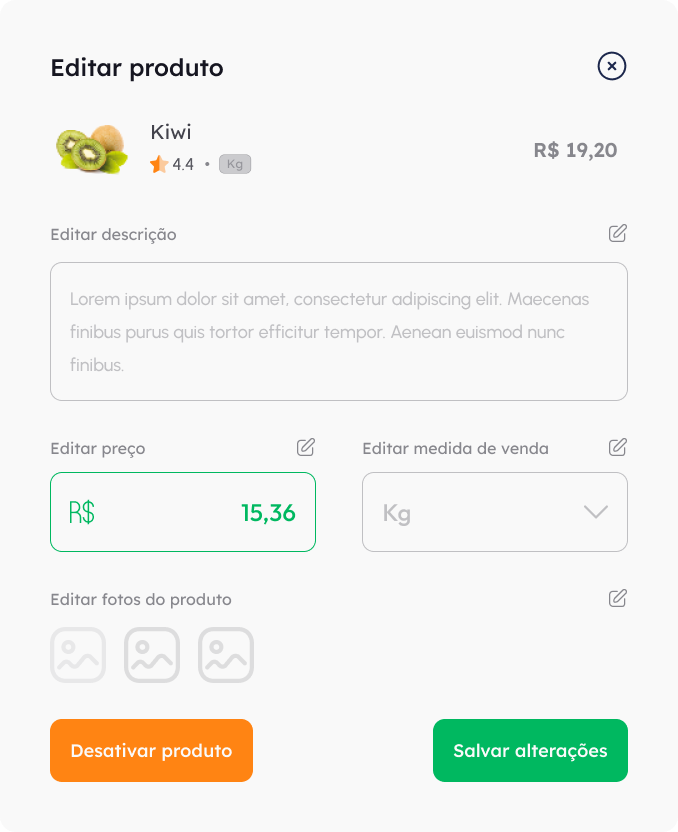 Editar produto
Kiwi
4.4 • Kg
R$ 19,20
Editar descrição
Lorem ipsum dolor sit amet, consectetur adipiscing elit. Maecenas
finibus purus quis tortor efficitur tempor. Aenean euismod nunc
finibus.
Editar preço
R$ 15,36
Editar medida de venda
Kg
Editar fotos do produto
Desativar produto
Salvar alterações